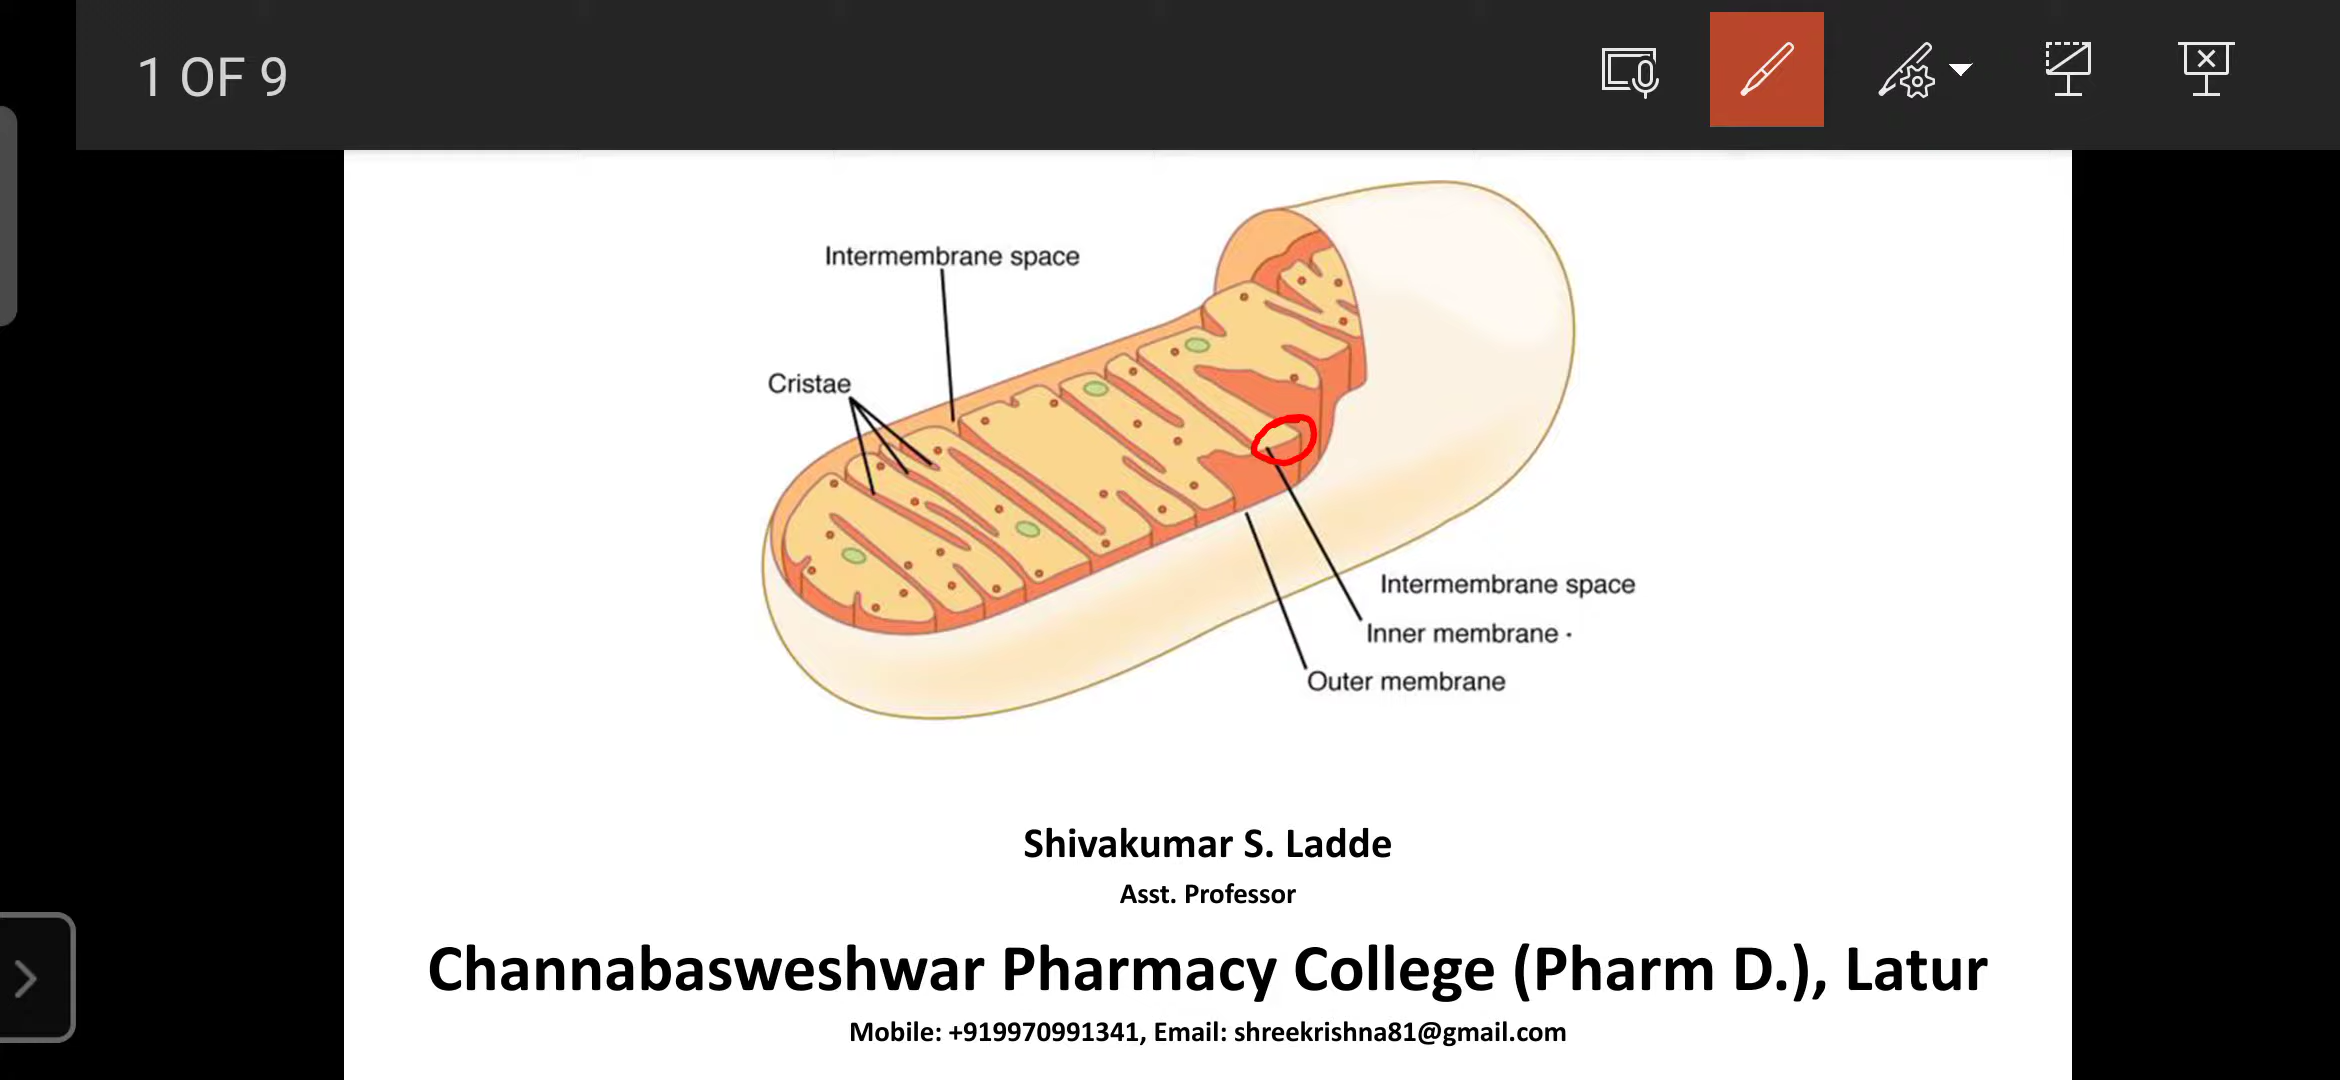 1 OF 9
Intermembrane space
Cristae
Intermembrane space
Inner membrane ·
Outer membrane
Shivakumar S. Ladde
Asst. Professor
Channabasweshwar Pharmacy College (Pharm D.), Latur
Mobile: +919970991341, Email: shreekrishna81@gmail.com